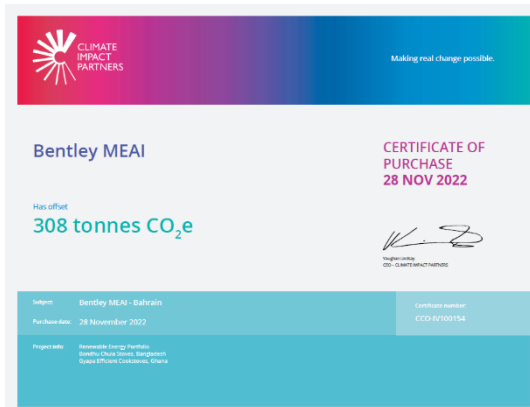 CLIMATE
IMPACT
PARTNERS
Making real change possible.
Bentley MEAI
CERTIFICATE OF
PURCHASE
28 NOV 2022
Has offset
308 tonnes CO₂e
Vaughan Lindsay
CEO – CLIMATE IMPACT PARTNERS
Subject: Bentley MEAI - Bahrain
Certificate number:
Purchase date: 28 November 2022
CCO-IV100154
Project info: Renewable Energy Portfolio
Bondhu Chula Stoves, Bangladesh
Gyapa Efficient Cookstoves, Ghana